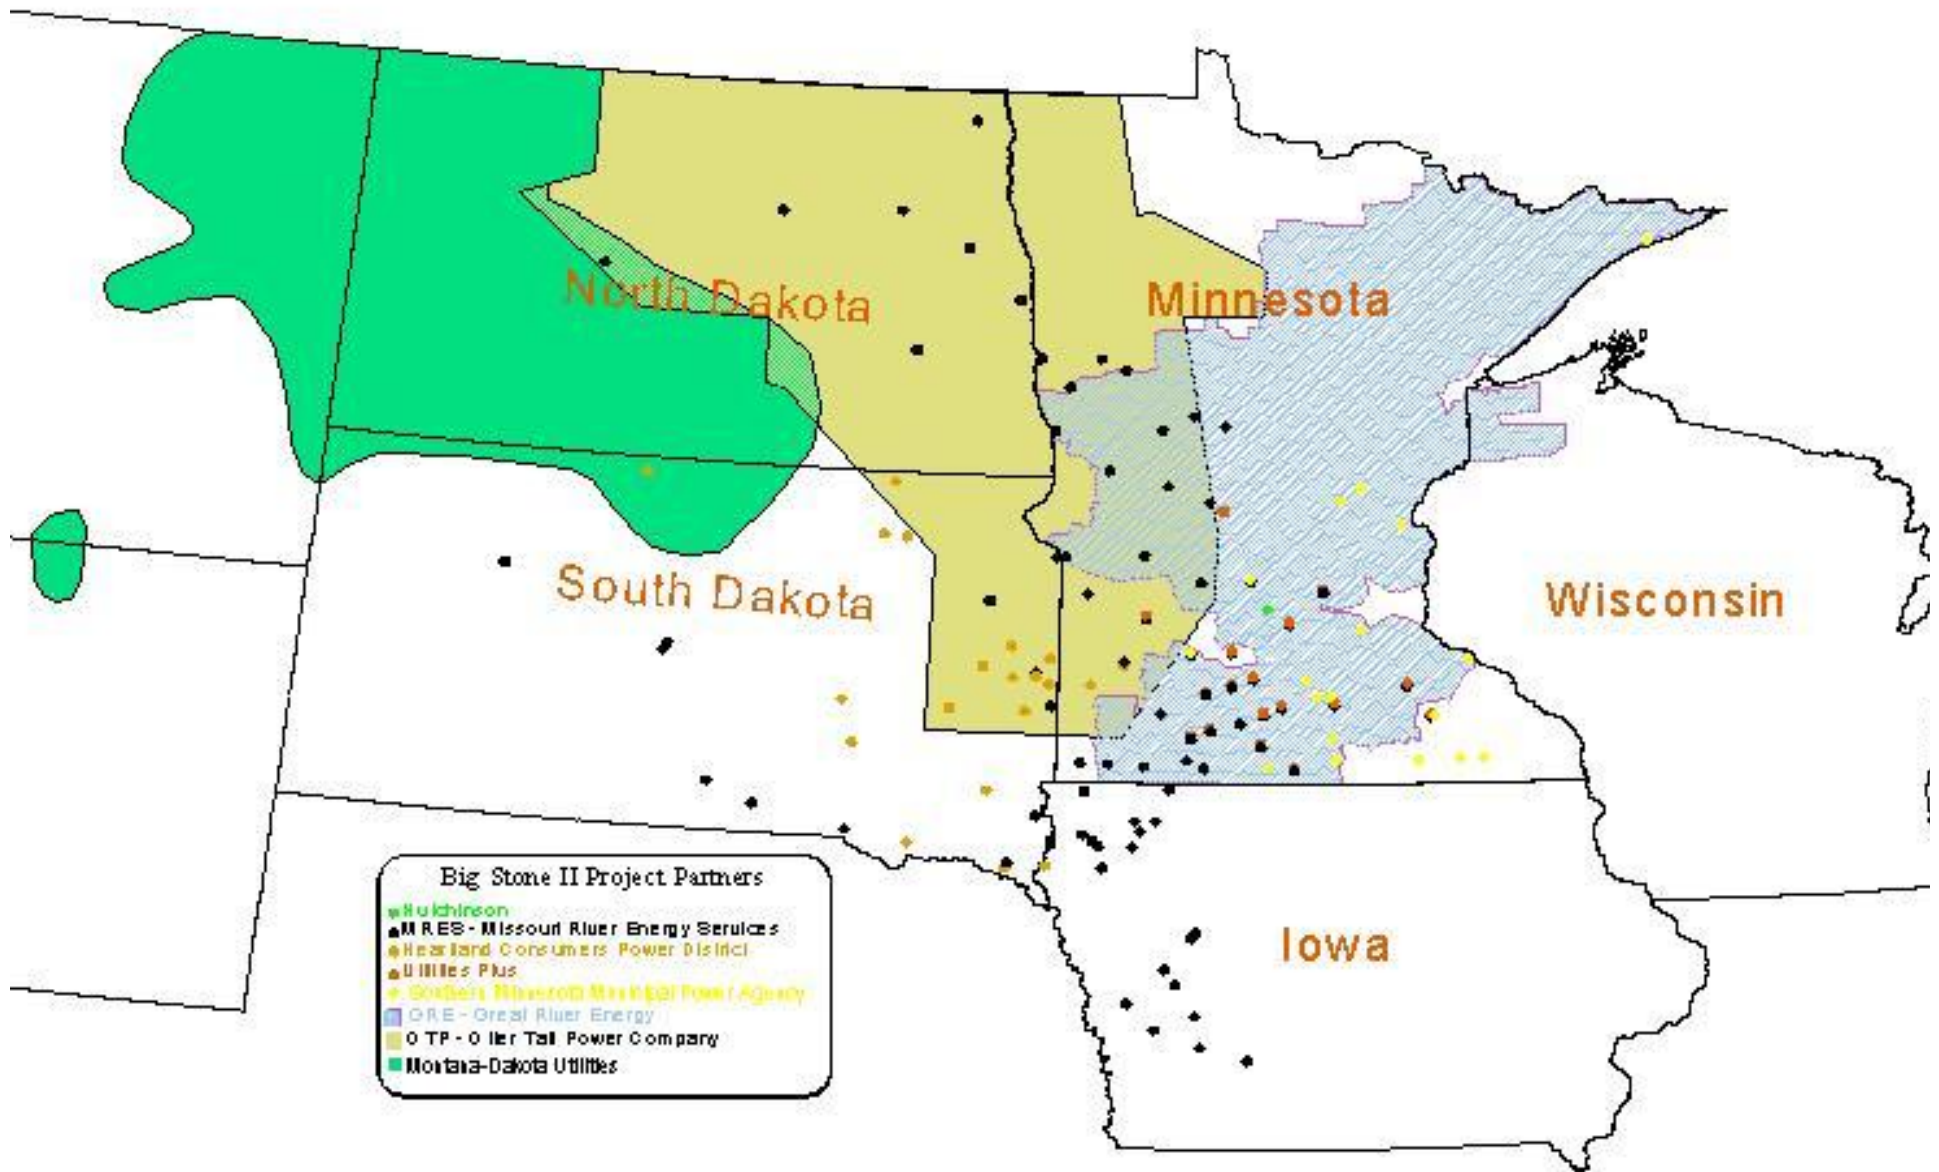 North Dakota
Minnesota
South Dakota
Wisconsin
Iowa
Big Stone II Project Partners
Hutchinson
MRES - Missouri River Energy Services
Heartland Consumers Power District
Utilities Plus
Southern Minnesota Municipal Power Agency
GRE - Great River Energy
OTP - Otter Tail Power Company
Montana-Dakota Utilities